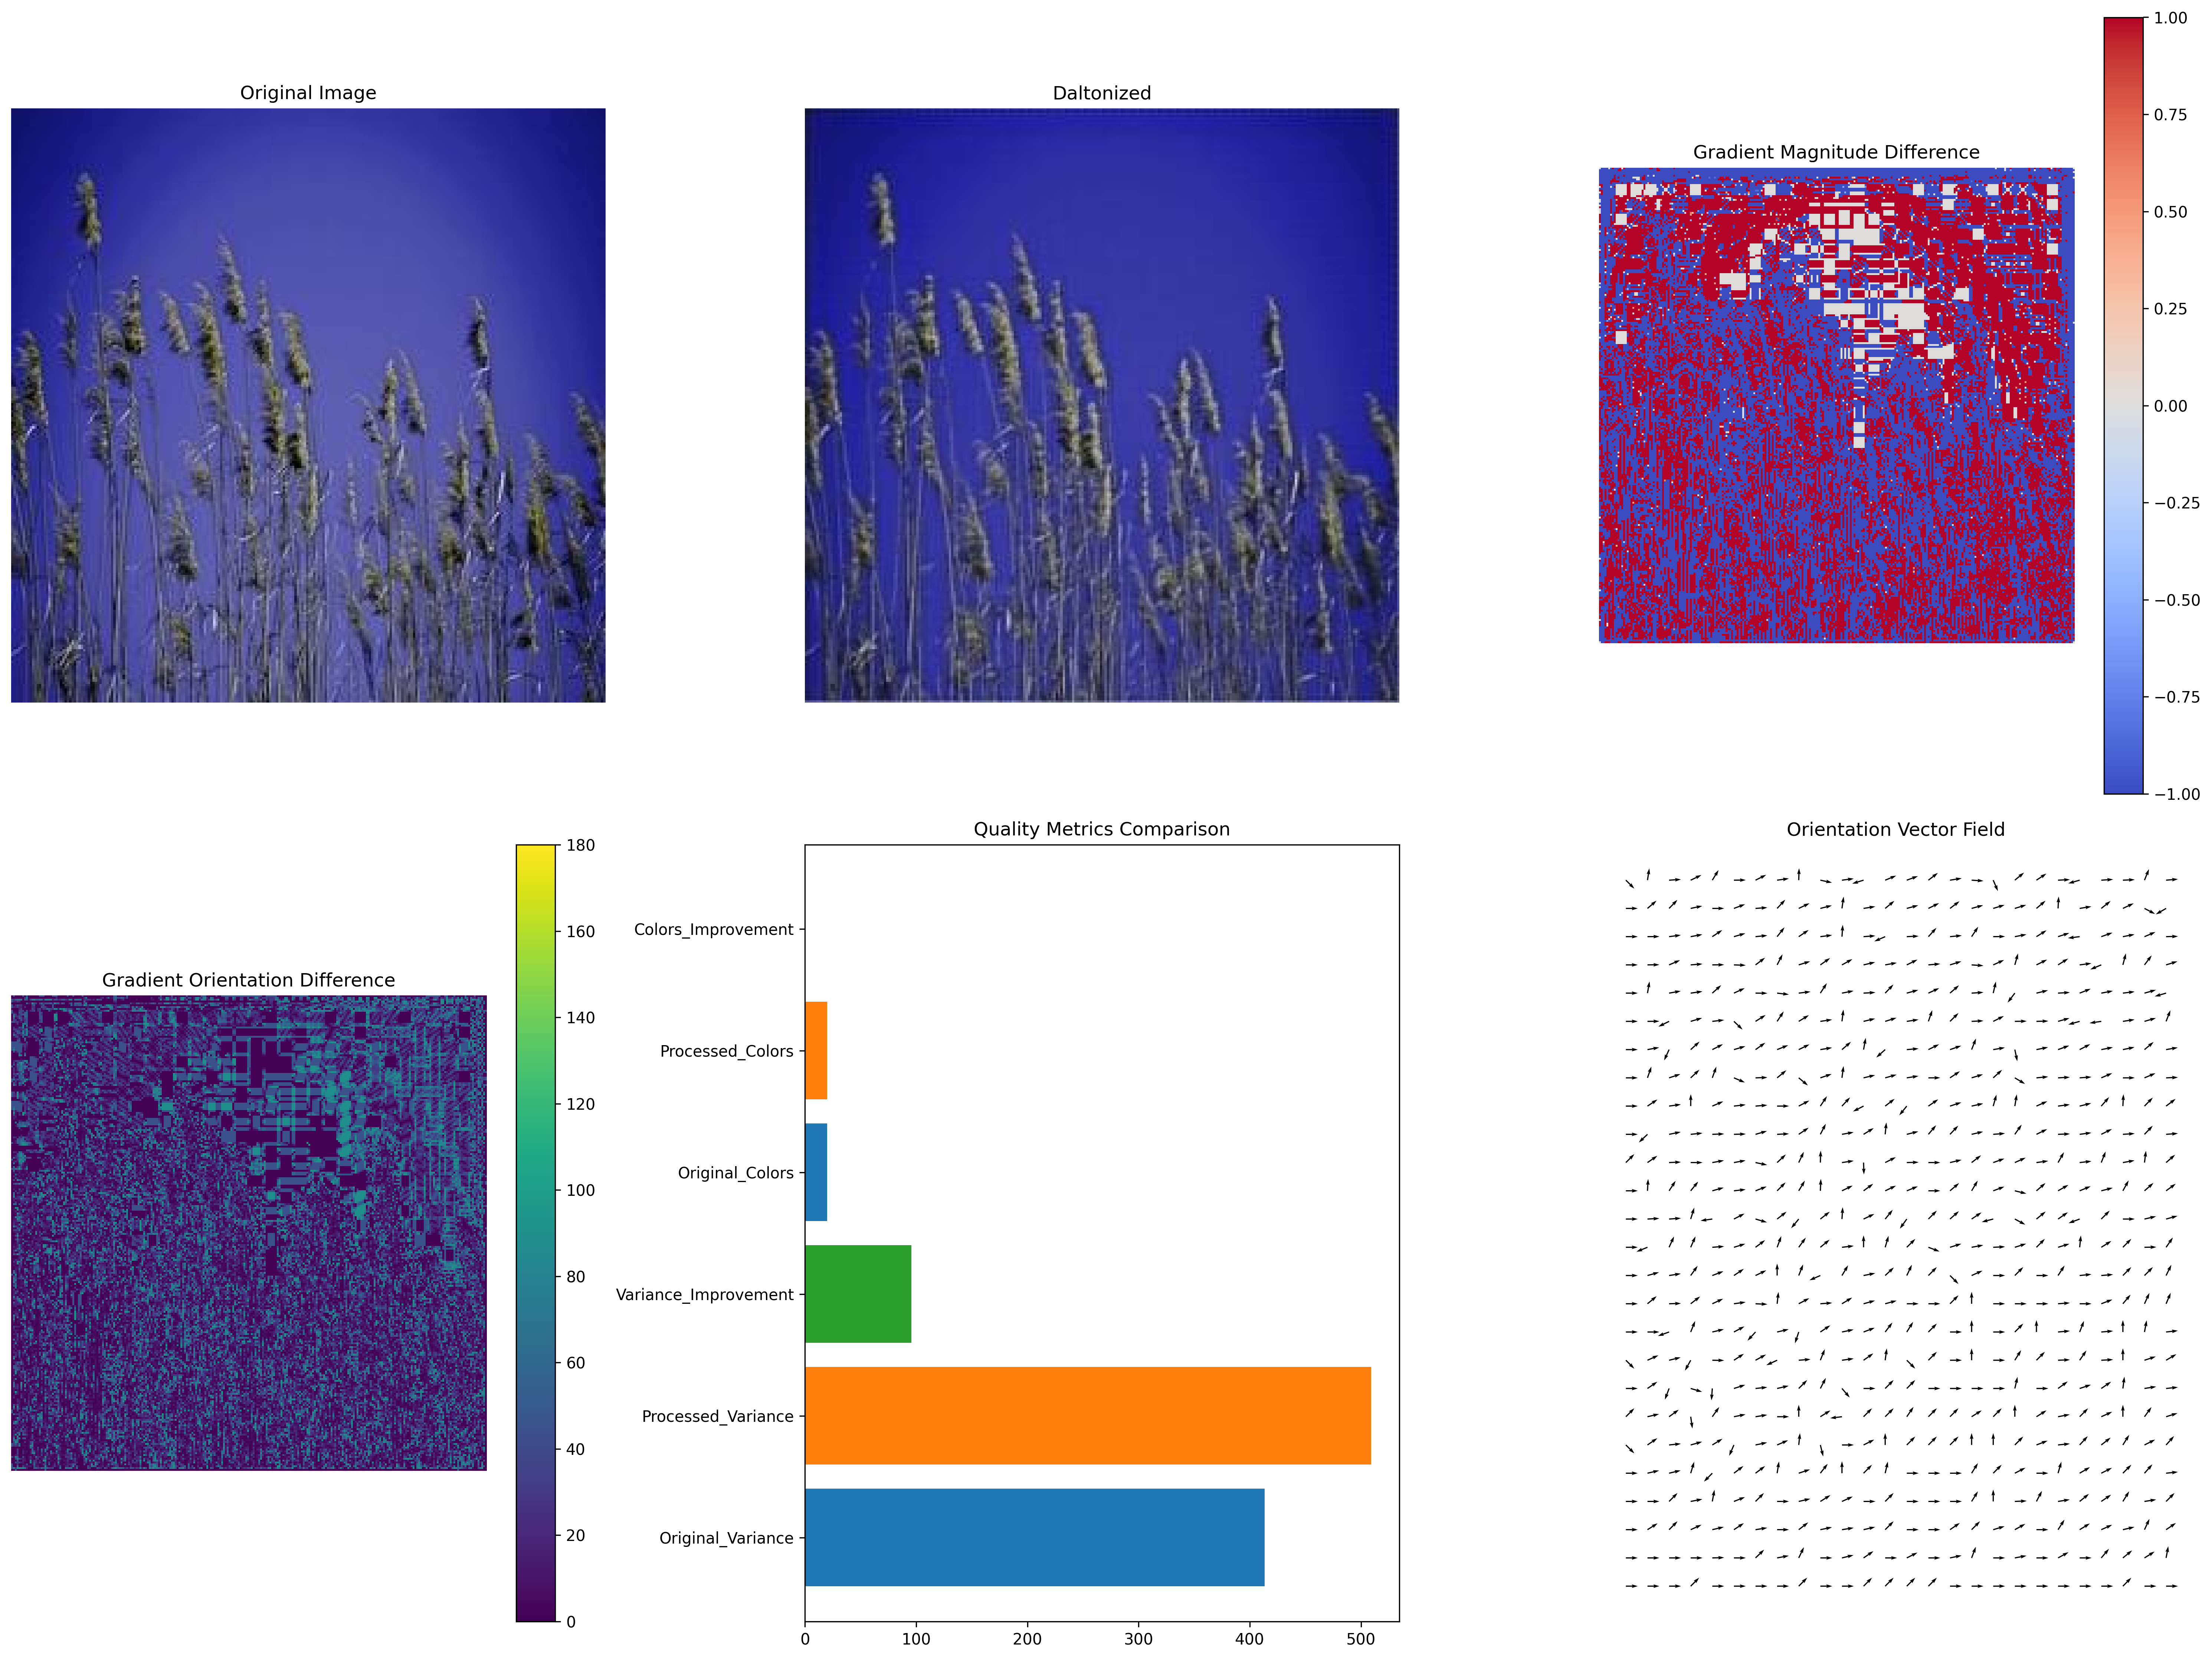 Original Image
Daltonized
Gradient Magnitude Difference
1.00
0.75
0.50
0.25
0.00
−0.25
−0.50
−0.75
−1.00
Gradient Orientation Difference
180
160
140
120
100
80
60
40
20
0
Quality Metrics Comparison
Colors_Improvement
Processed_Colors
Original_Colors
Variance_Improvement
Processed_Variance
Original_Variance
0 100 200 300 400 500
Orientation Vector Field